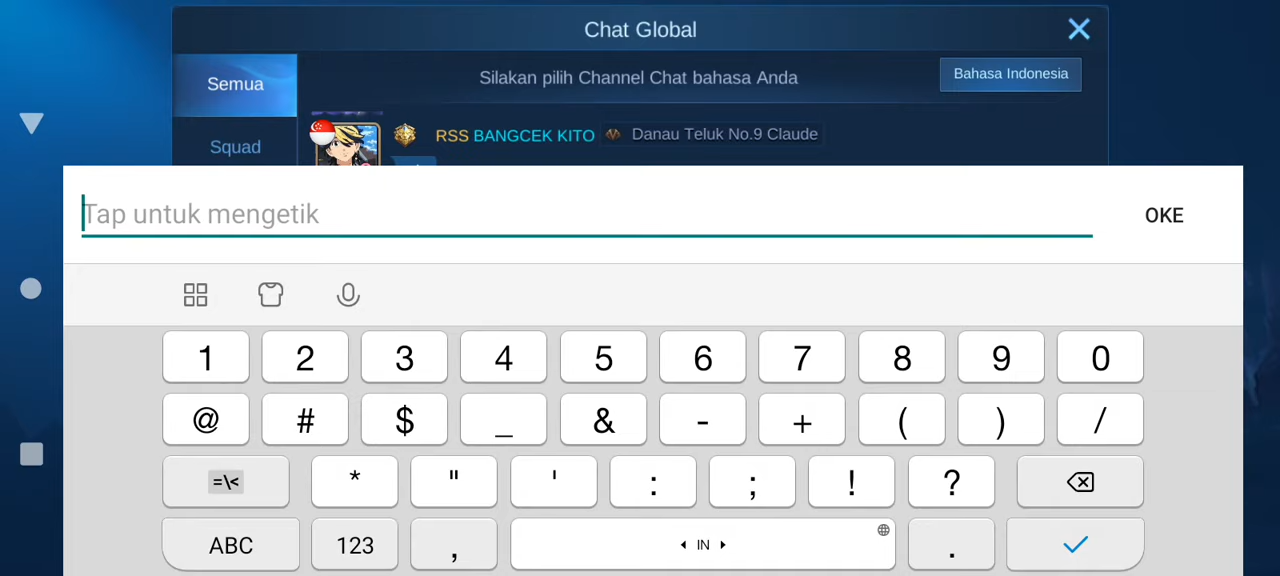 Chat Global
Semua
Silakan pilih Channel Chat bahasa Anda
Bahasa Indonesia
Squad
RSS BANGCEK KITO
Danau Teluk No.9 Claude
Tap untuk mengetik
OKE
1 2 3 4 5 6 7 8 9 0
@ # $ _ & - + ( ) /
=\< * " ' : ; ! ?
ABC 123 , IN .